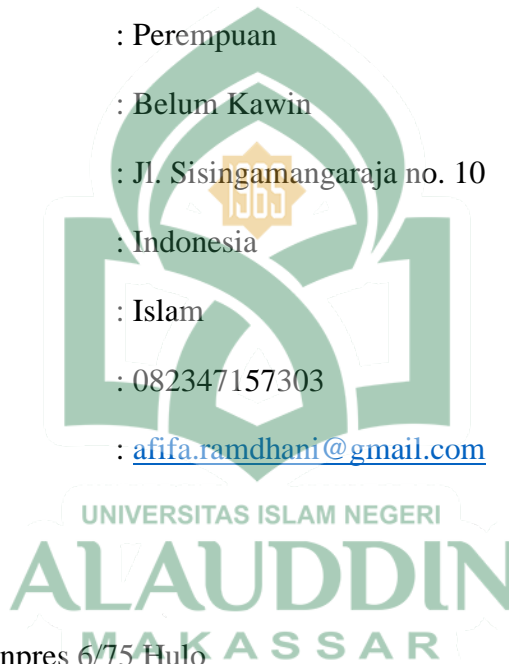 : Perempuan
: Belum Kawin
: Jl. Sisingamangaraja no. 10
1965
: Indonesia
: Islam
: 082347157303
: afifa.ramdhani@gmail.com
UNIVERSITAS ISLAM NEGERI
ALAUDDIN
MAKASSAR
npres 6/75 Hulo